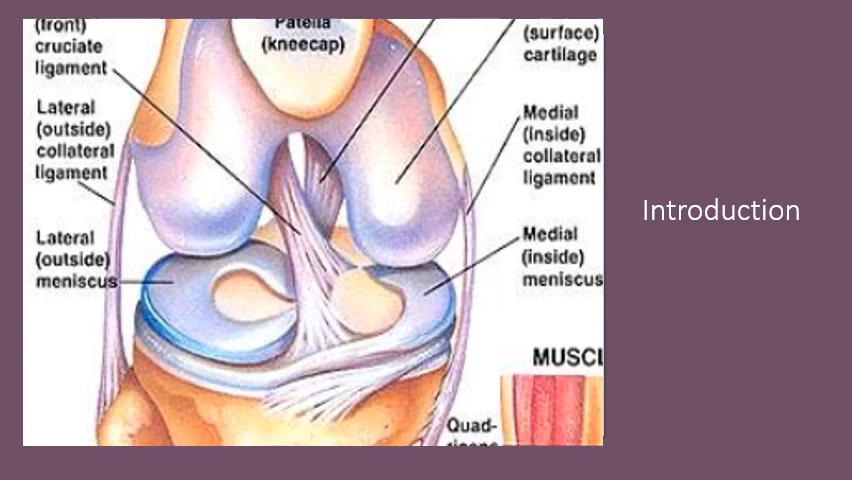 (front)
cruciate
ligament
Patella
(kneecap)
(surface)
cartilage
Lateral
(outside)
collateral
ligament
Medial
(inside)
collateral
ligament
Lateral
(outside)
meniscus
Medial
(inside)
meniscus
MUSCL
Quad-
Introduction